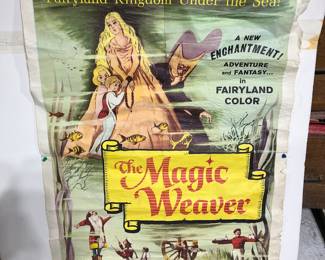 Fairyland Kingdom Under the Sea!
A NEW
ENCHANTMENT!
ADVENTURE
and FANTASY...
in
FAIRYLAND
COLOR
The Magic
Weaver